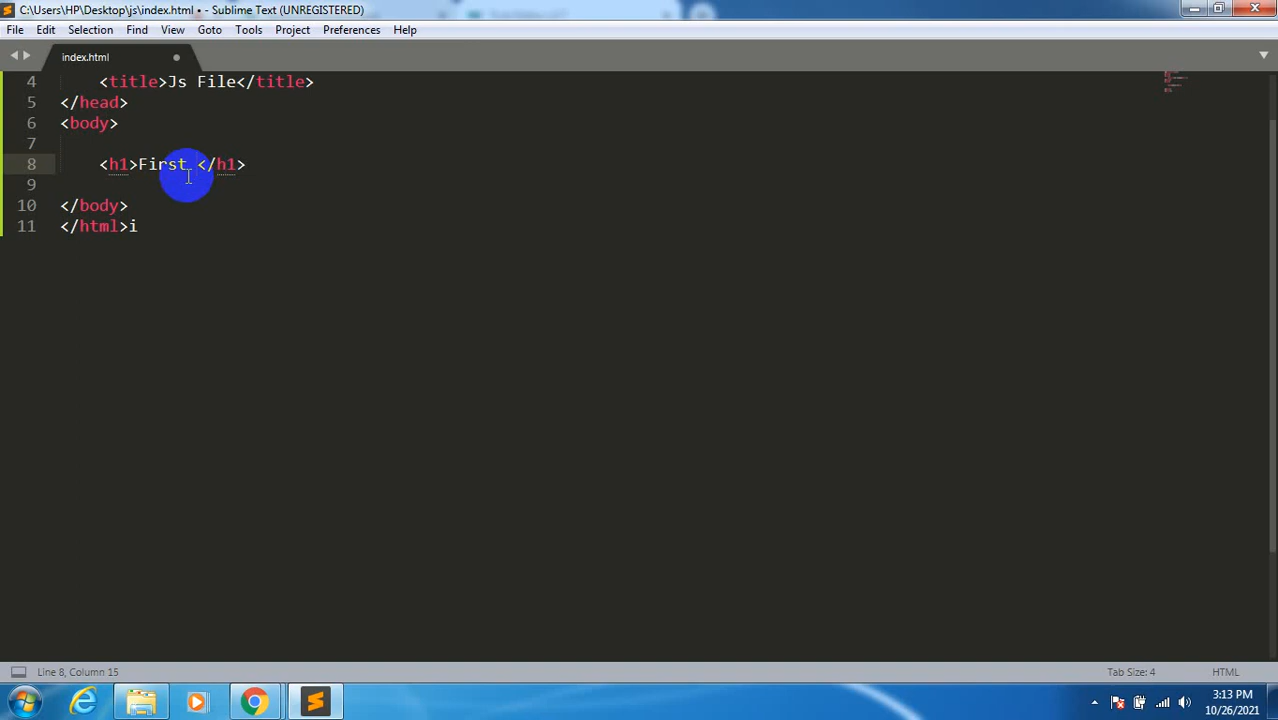 C:\Users\HP\Desktop\js\index.html • - Sublime Text (UNREGISTERED)
File Edit Selection Find View Goto Tools Project Preferences Help
index.html
4 <title>Js File</title>
5 </head>
6 <body>
7
8 <h1>First </h1>
9
10 </body>
11 </html>i
Line 8, Column 15
Tab Size: 4
HTML
3:13 PM
10/26/2021